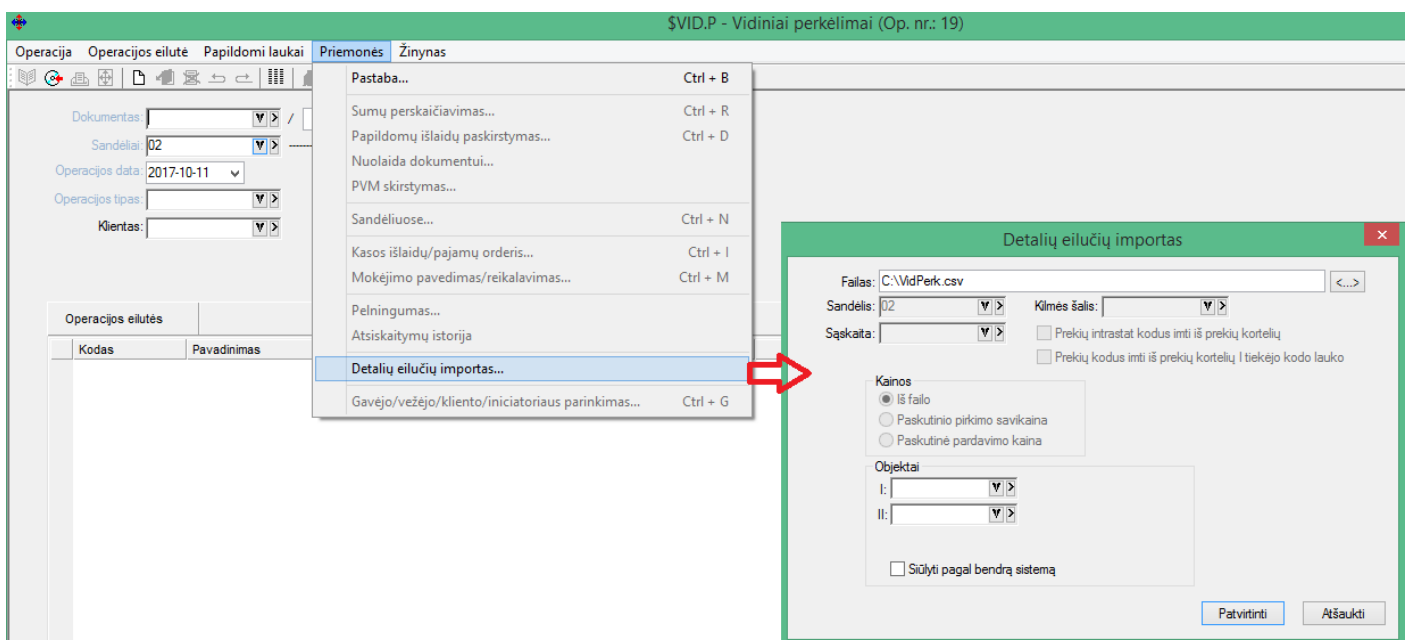 $VID.P - Vidiniai perkėlimai (Op. nr.: 19)
Operacija Operacijos eilutė Papildomi laukai Priemonės Žinynas
Pastaba... Ctrl + B
Sumų perskaičiavimas... Ctrl + R
Papildomų išlaidų paskirstymas... Ctrl + D
Nuolaida dokumentui...
PVM skirstymas...
Sandėliuose... Ctrl + N
Kasos išlaidų/pajamų orderis... Ctrl + I
Mokėjimo pavedimas/reikalavimas... Ctrl + M
Pelningumas...
Atsiskaitymų istorija
Detalių eilučių importas...
Gavėjo/vežėjo/kliento/iniciatoriaus parinkimas... Ctrl + G
Dokumentas: /
Sandėliai: 02
Operacijos data: 2017-10-11
Operacijos tipas:
Klientas:
Operacijos eilutės
Kodas Pavadinimas
Detalių eilučių importas
Failas: C:\VidPerk.csv <...>
Sandėlis: 02 Kilmės šalis:
Sąskaita: Prekių intrastat kodus imti iš prekių kortelių
Prekių kodus imti iš prekių kortelių I tiekėjo kodo lauko
Kainos
Iš failo
Paskutinio pirkimo savikaina
Paskutinė pardavimo kaina
Objektai
I:
II:
Siūlyti pagal bendrą sistemą
Patvirtinti Atšaukti